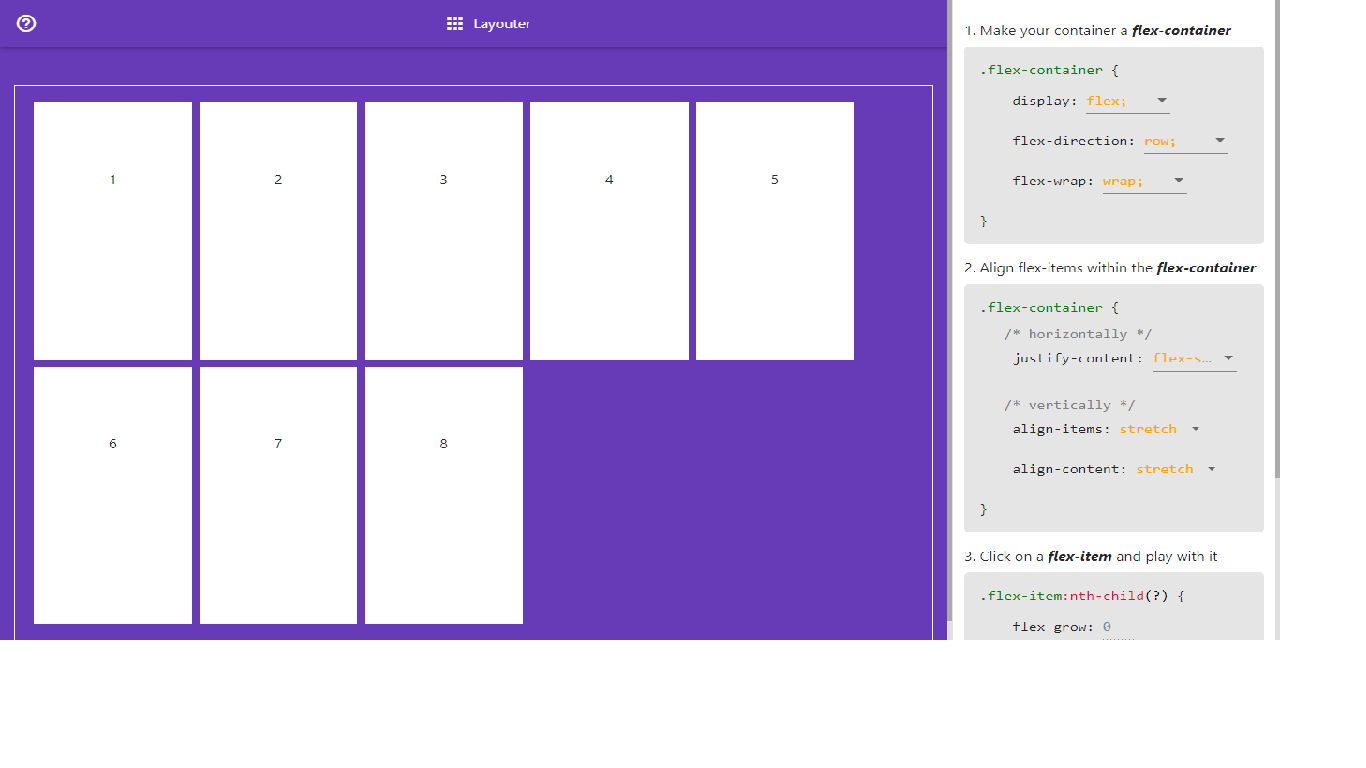 Layouter
1
2
3
4
5
6
7
8
1. Make your container a flex-container
.flex-container {
display: flex;
flex-direction: row;
flex-wrap: wrap;
}
2. Align flex-items within the flex-container
.flex-container {
/* horizontally */
justify-content: flex-s...
/* vertically */
align-items: stretch
align-content: stretch
}
3. Click on a flex-item and play with it
.flex-item:nth-child(?) {
flex grow: 0